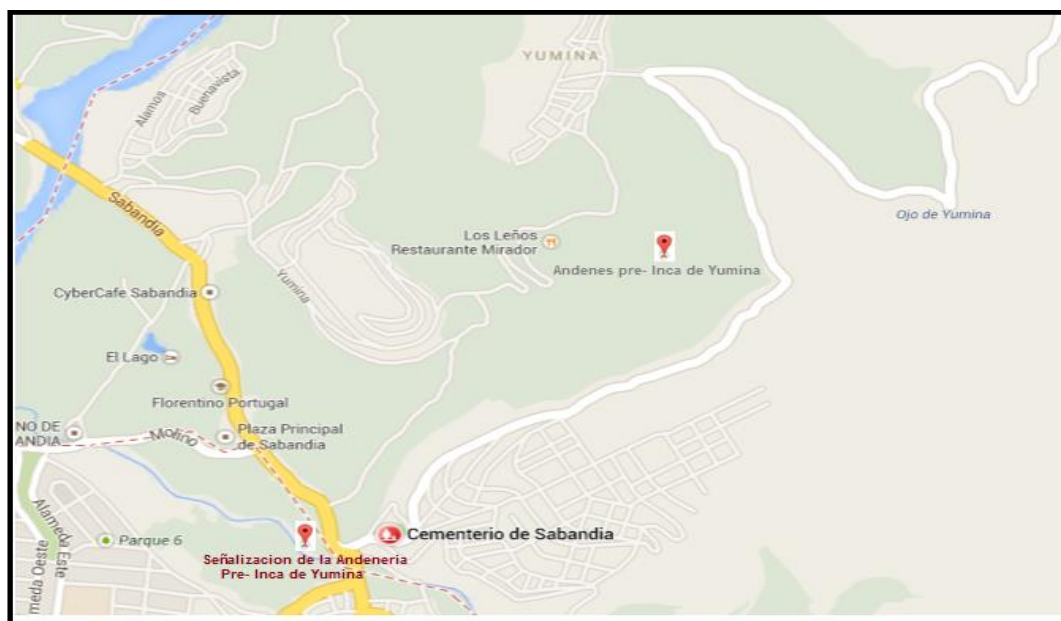 YUMINA
Alamos
Buenavista
Sabandia
Ojo de Yumina
Los Leños
Restaurante Mirador
Andenes pre- Inca de Yumina
Yumina
CyberCafe Sabandia
El Lago
Florentino Portugal
NO DE
ANDIA
Molino
Plaza Principal
de Sabandia
Alameda Este
ameda Oeste
Parque 6
Cementerio de Sabandia
Señalizacion de la Andeneria
Pre- Inca de Yumina